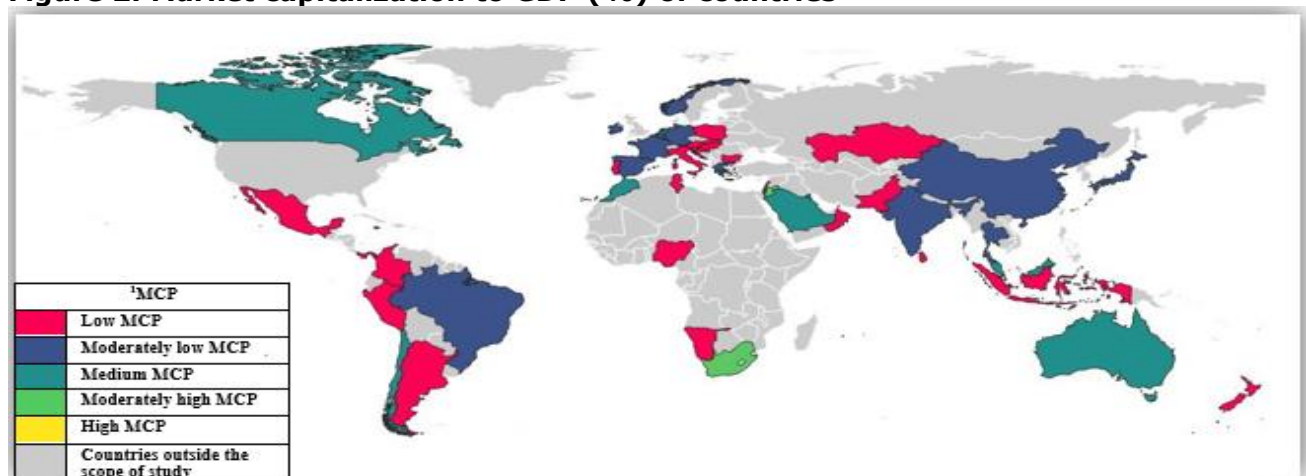 Figure 2. Market capitalization to GDP (%) of countries
¹MCP
Low MCP
Moderately low MCP
Medium MCP
Moderately high MCP
High MCP
Countries outside the
scope of study